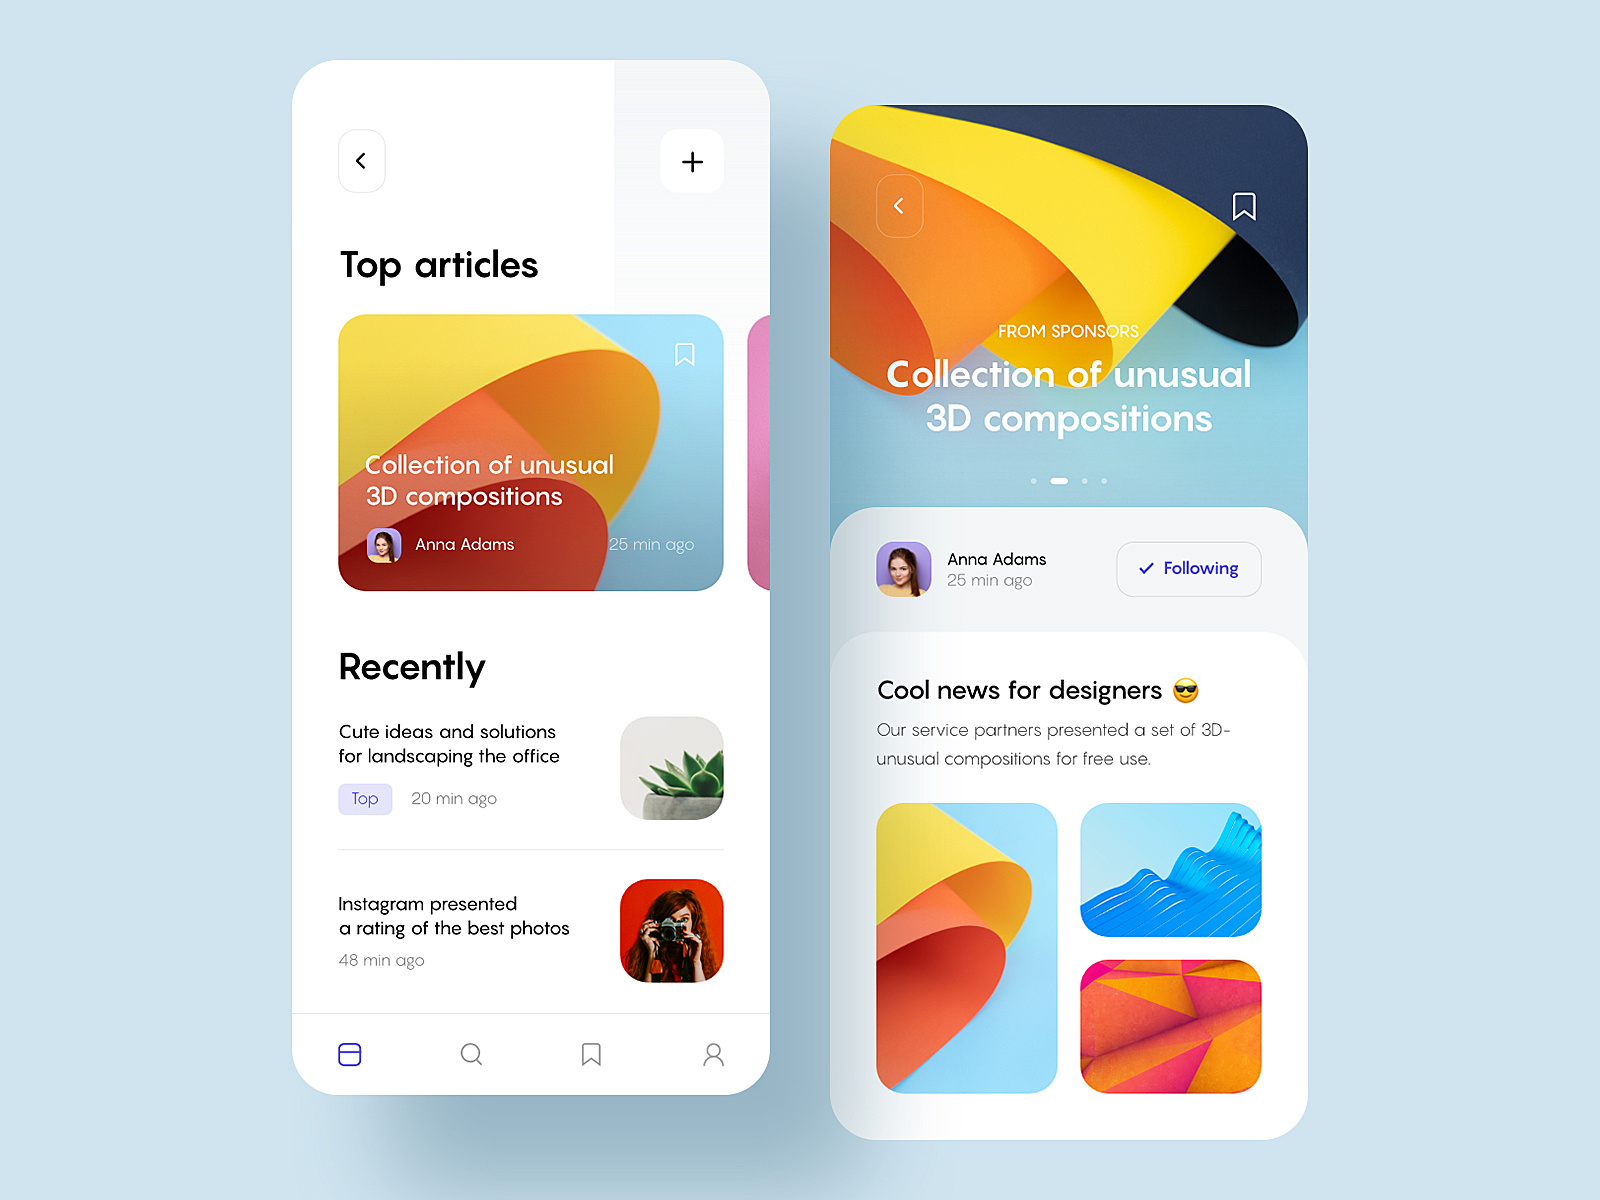 Top articles
Collection of unusual
3D compositions
Anna Adams
25 min ago
Recently
Cute ideas and solutions
for landscaping the office
Top
20 min ago
Instagram presented
a rating of the best photos
48 min ago
FROM SPONSORS
Collection of unusual
3D compositions
Anna Adams
25 min ago
Following
Cool news for designers 😎
Our service partners presented a set of 3D-
unusual compositions for free use.